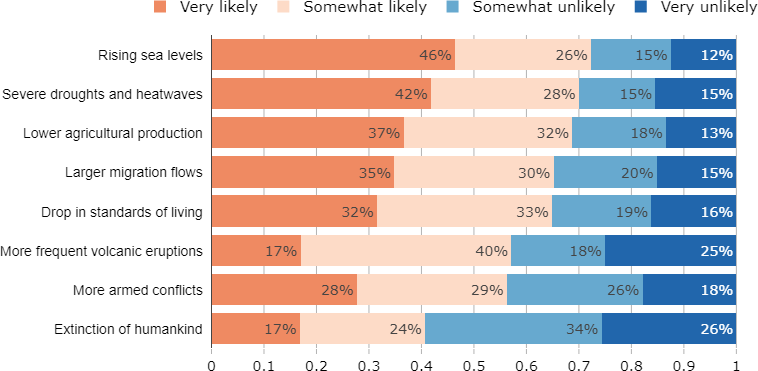 Very likely Somewhat likely Somewhat unlikely Very unlikely
Rising sea levels 46% 26% 15% 12%
Severe droughts and heatwaves 42% 28% 15% 15%
Lower agricultural production 37% 32% 18% 13%
Larger migration flows 35% 30% 20% 15%
Drop in standards of living 32% 33% 19% 16%
More frequent volcanic eruptions 17% 40% 18% 25%
More armed conflicts 28% 29% 26% 18%
Extinction of humankind 17% 24% 34% 26%
0 0.1 0.2 0.3 0.4 0.5 0.6 0.7 0.8 0.9 1